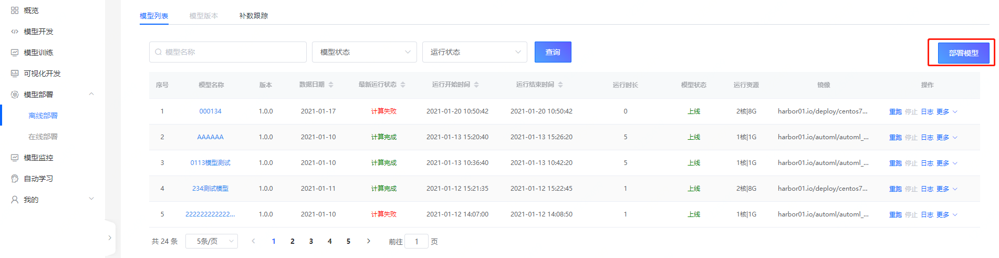 概览
模型开发
模型训练
可视化开发
模型部署
离线部署
在线部署
模型监控
自动学习
我的
模型列表 模型版本 补数跟踪
模型名称 模型状态 运行状态 查询 部署模型
序号 模型名称 版本 数据日期 最新运行状态 运行开始时间 运行结束时间 运行时长 模型状态 运行资源 镜像 操作
1 000134 1.0.0 2021-01-17 计算失败 2021-01-20 10:50:42 2021-01-20 10:50:42 0 上线 2核|8G harbor01.io/deploy/centos7... 重跑 停止 日志 更多
2 AAAAAA 1.0.0 2021-01-10 计算完成 2021-01-13 15:20:40 2021-01-13 15:26:20 5 上线 1核|1G harbor01.io/automl/automl_... 重跑 停止 日志 更多
3 0113模型测试 1.0.0 2021-01-10 计算完成 2021-01-13 10:36:40 2021-01-13 10:42:20 5 上线 1核|1G harbor01.io/automl/automl_... 重跑 停止 日志 更多
4 234测试模型 1.0.0 2021-01-11 计算完成 2021-01-12 15:21:35 2021-01-12 15:22:45 1 上线 2核|8G harbor01.io/deploy/centos7... 重跑 停止 日志 更多
5 222222222222... 1.0.0 2021-01-10 计算失败 2021-01-12 14:07:00 2021-01-12 14:08:50 1 上线 1核|1G harbor01.io/automl/automl_... 重跑 停止 日志 更多
共 24 条 5条/页 1 2 3 4 5 前往 1 页